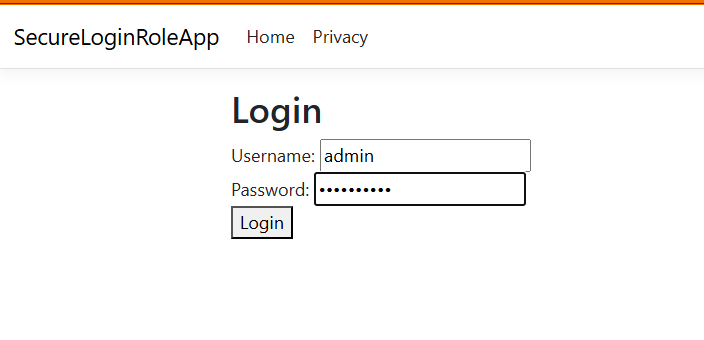 SecureLoginRoleApp Home Privacy
Login
Username: admin
Password: ••••••••••
Login